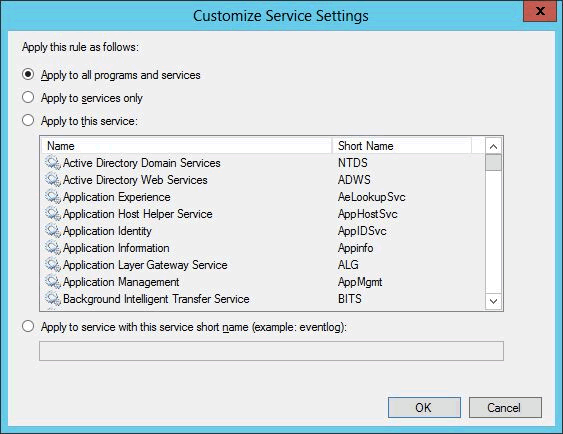 Customize Service Settings
x
Apply this rule as follows:
Apply to all programs and services
Apply to services only
Apply to this service:
Name Short Name
Active Directory Domain Services NTDS
Active Directory Web Services ADWS
Application Experience AeLookupSvc
Application Host Helper Service AppHostSvc
Application Identity AppIDSvc
Application Information Appinfo
Application Layer Gateway Service ALG
Application Management AppMgmt
Background Intelligent Transfer Service BITS
Apply to service with this service short name (example: eventlog):
OK Cancel